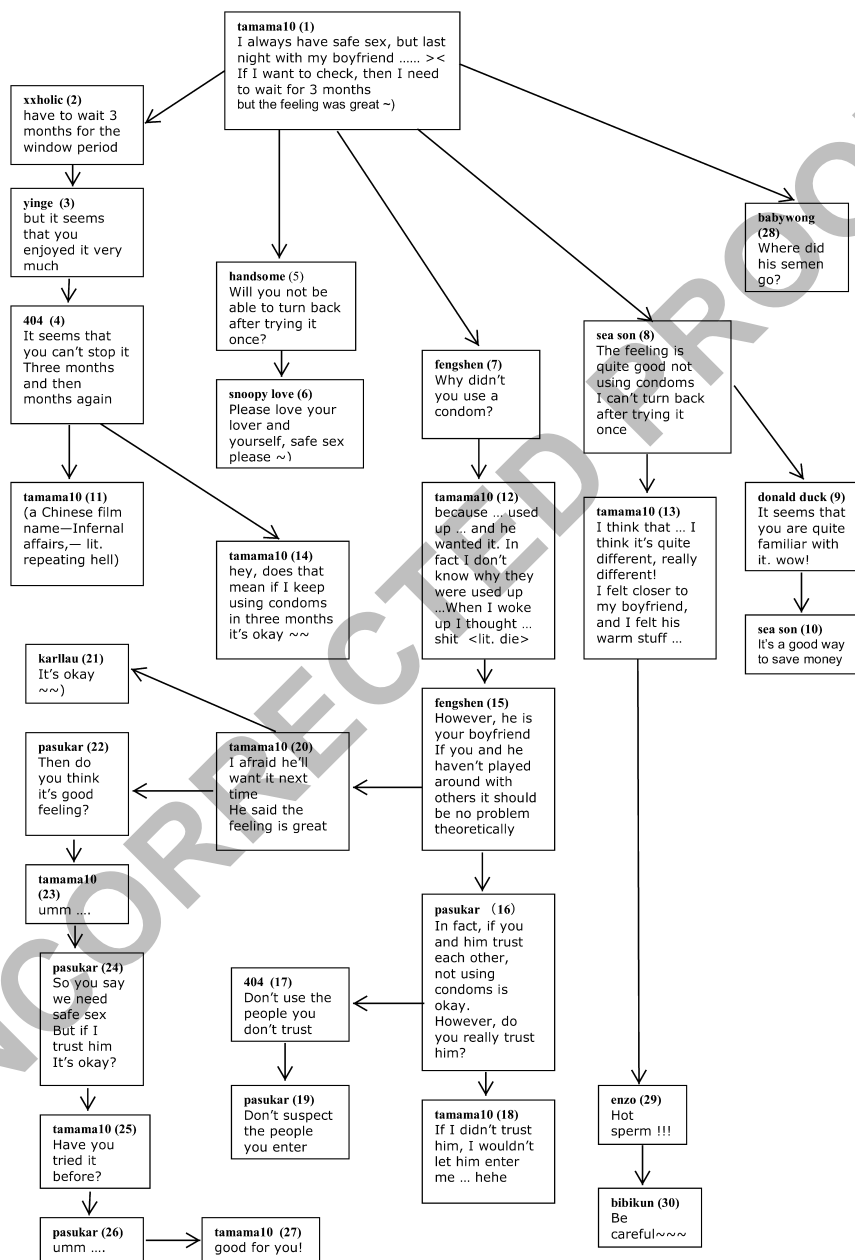 tamama10 (1)
I always have safe sex, but last
night with my boyfriend …… ><
If I want to check, then I need
to wait for 3 months
but the feeling was great ~)
xxholic (2)
have to wait 3
months for the
window period
yinge (3)
but it seems
that you
enjoyed it very
much
404 (4)
It seems that
you can't stop it
Three months
and then
months again
handsome (5)
Will you not be
able to turn back
after trying it
once?
snoopy love (6)
Please love your
lover and
yourself, safe sex
please ~)
fengshen (7)
Why didn't
you use a
condom?
sea son (8)
The feeling is
quite good not
using condoms
I can't turn back
after trying it
once
babywong
(28)
Where did
his semen
go?
tamama10 (11)
(a Chinese film
name—Infernal
affairs,— lit.
repeating hell)
tamama10 (14)
hey, does that
mean if I keep
using condoms
in three months
it's okay ~~
tamama10 (12)
because … used
up … and he
wanted it. In
fact I don't
know why they
were used up
…When I woke
up I thought …
shit <lit. die>
tamama10 (13)
I think that … I
think it's quite
different, really
different!
I felt closer to
my boyfriend,
and I felt his
warm stuff …
donald duck (9)
It seems that
you are quite
familiar with
it. wow!
sea son (10)
It's a good way
to save money
karllau (21)
It's okay
~~)
pasukar (22)
Then do
you think
it's good
feeling?
tamama10 (20)
I afraid he'll
want it next
time
He said the
feeling is great
fengshen (15)
However, he is
your boyfriend
If you and he
haven't played
around with
others it should
be no problem
theoretically
tamama10
(23)
umm ….
pasukar (24)
So you say
we need
safe sex
But if I
trust him
It's okay?
404 (17)
Don't use the
people you
don't trust
pasukar （16）
In fact, if you
and him trust
each other,
not using
condoms is
okay.
However, do
you really trust
him?
pasukar (19)
Don't suspect
the people
you enter
tamama10 (18)
If I didn't trust
him, I wouldn't
let him enter
me … hehe
enzo (29)
Hot
sperm !!!
bibikun (30)
Be
careful~~~
tamama10 (25)
Have you
tried it
before?
pasukar (26)
umm ….
tamama10 (27)
good for you!
NCORRECTED PROO